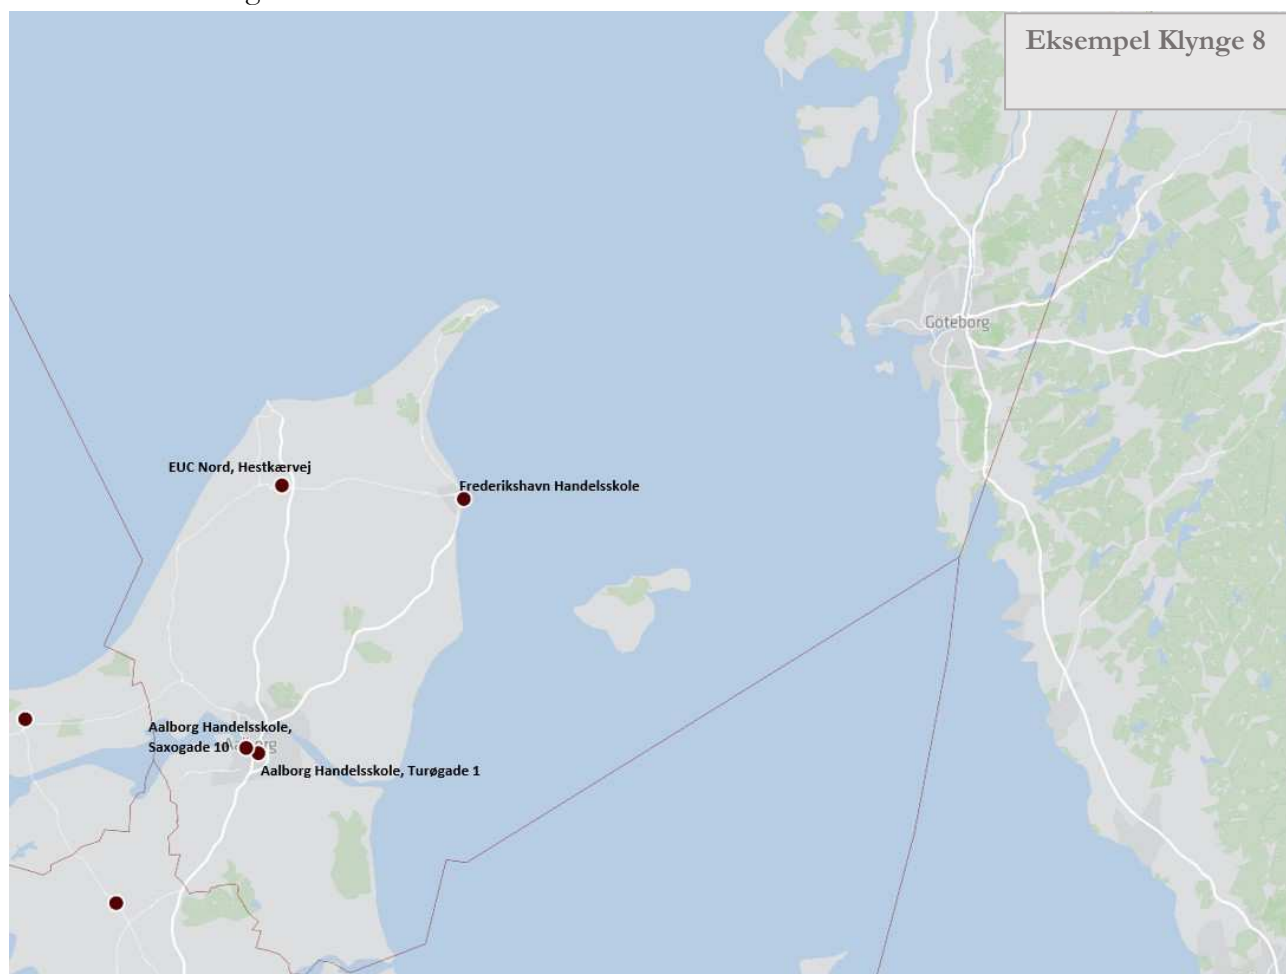 Eksempel Klynge 8
Göteborg
EUC Nord, Hestkærvej
Frederikshavn Handelsskole
Aalborg Handelsskole,
Saxogade 10
Aalborg Handelsskole, Turøgade 1